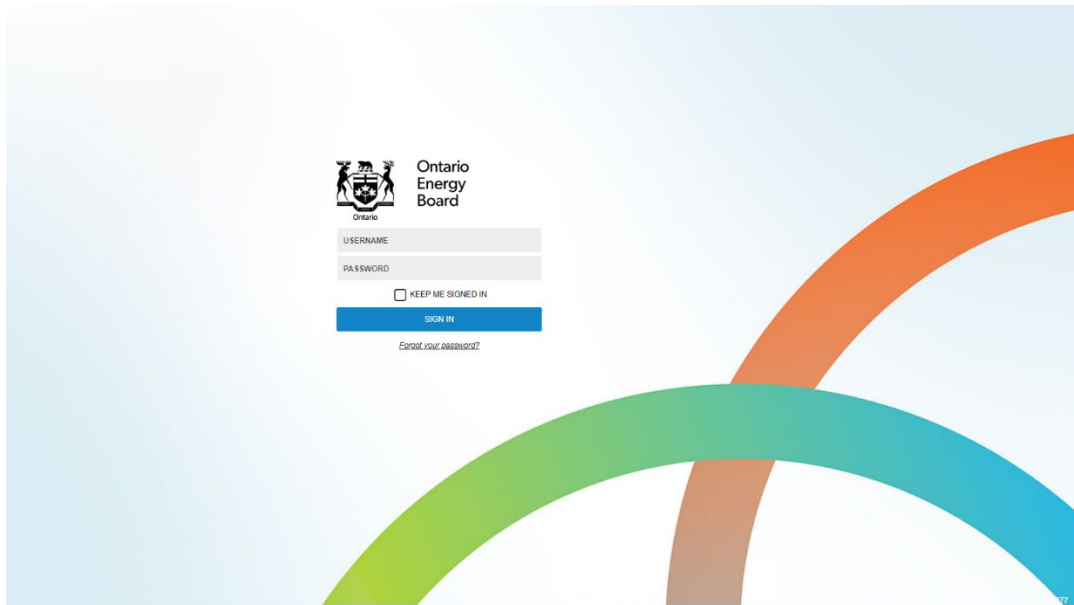 Ontario
Energy
Board
Ontario
USERNAME
PASSWORD
KEEP ME SIGNED IN
SIGN IN
Forgot your password?